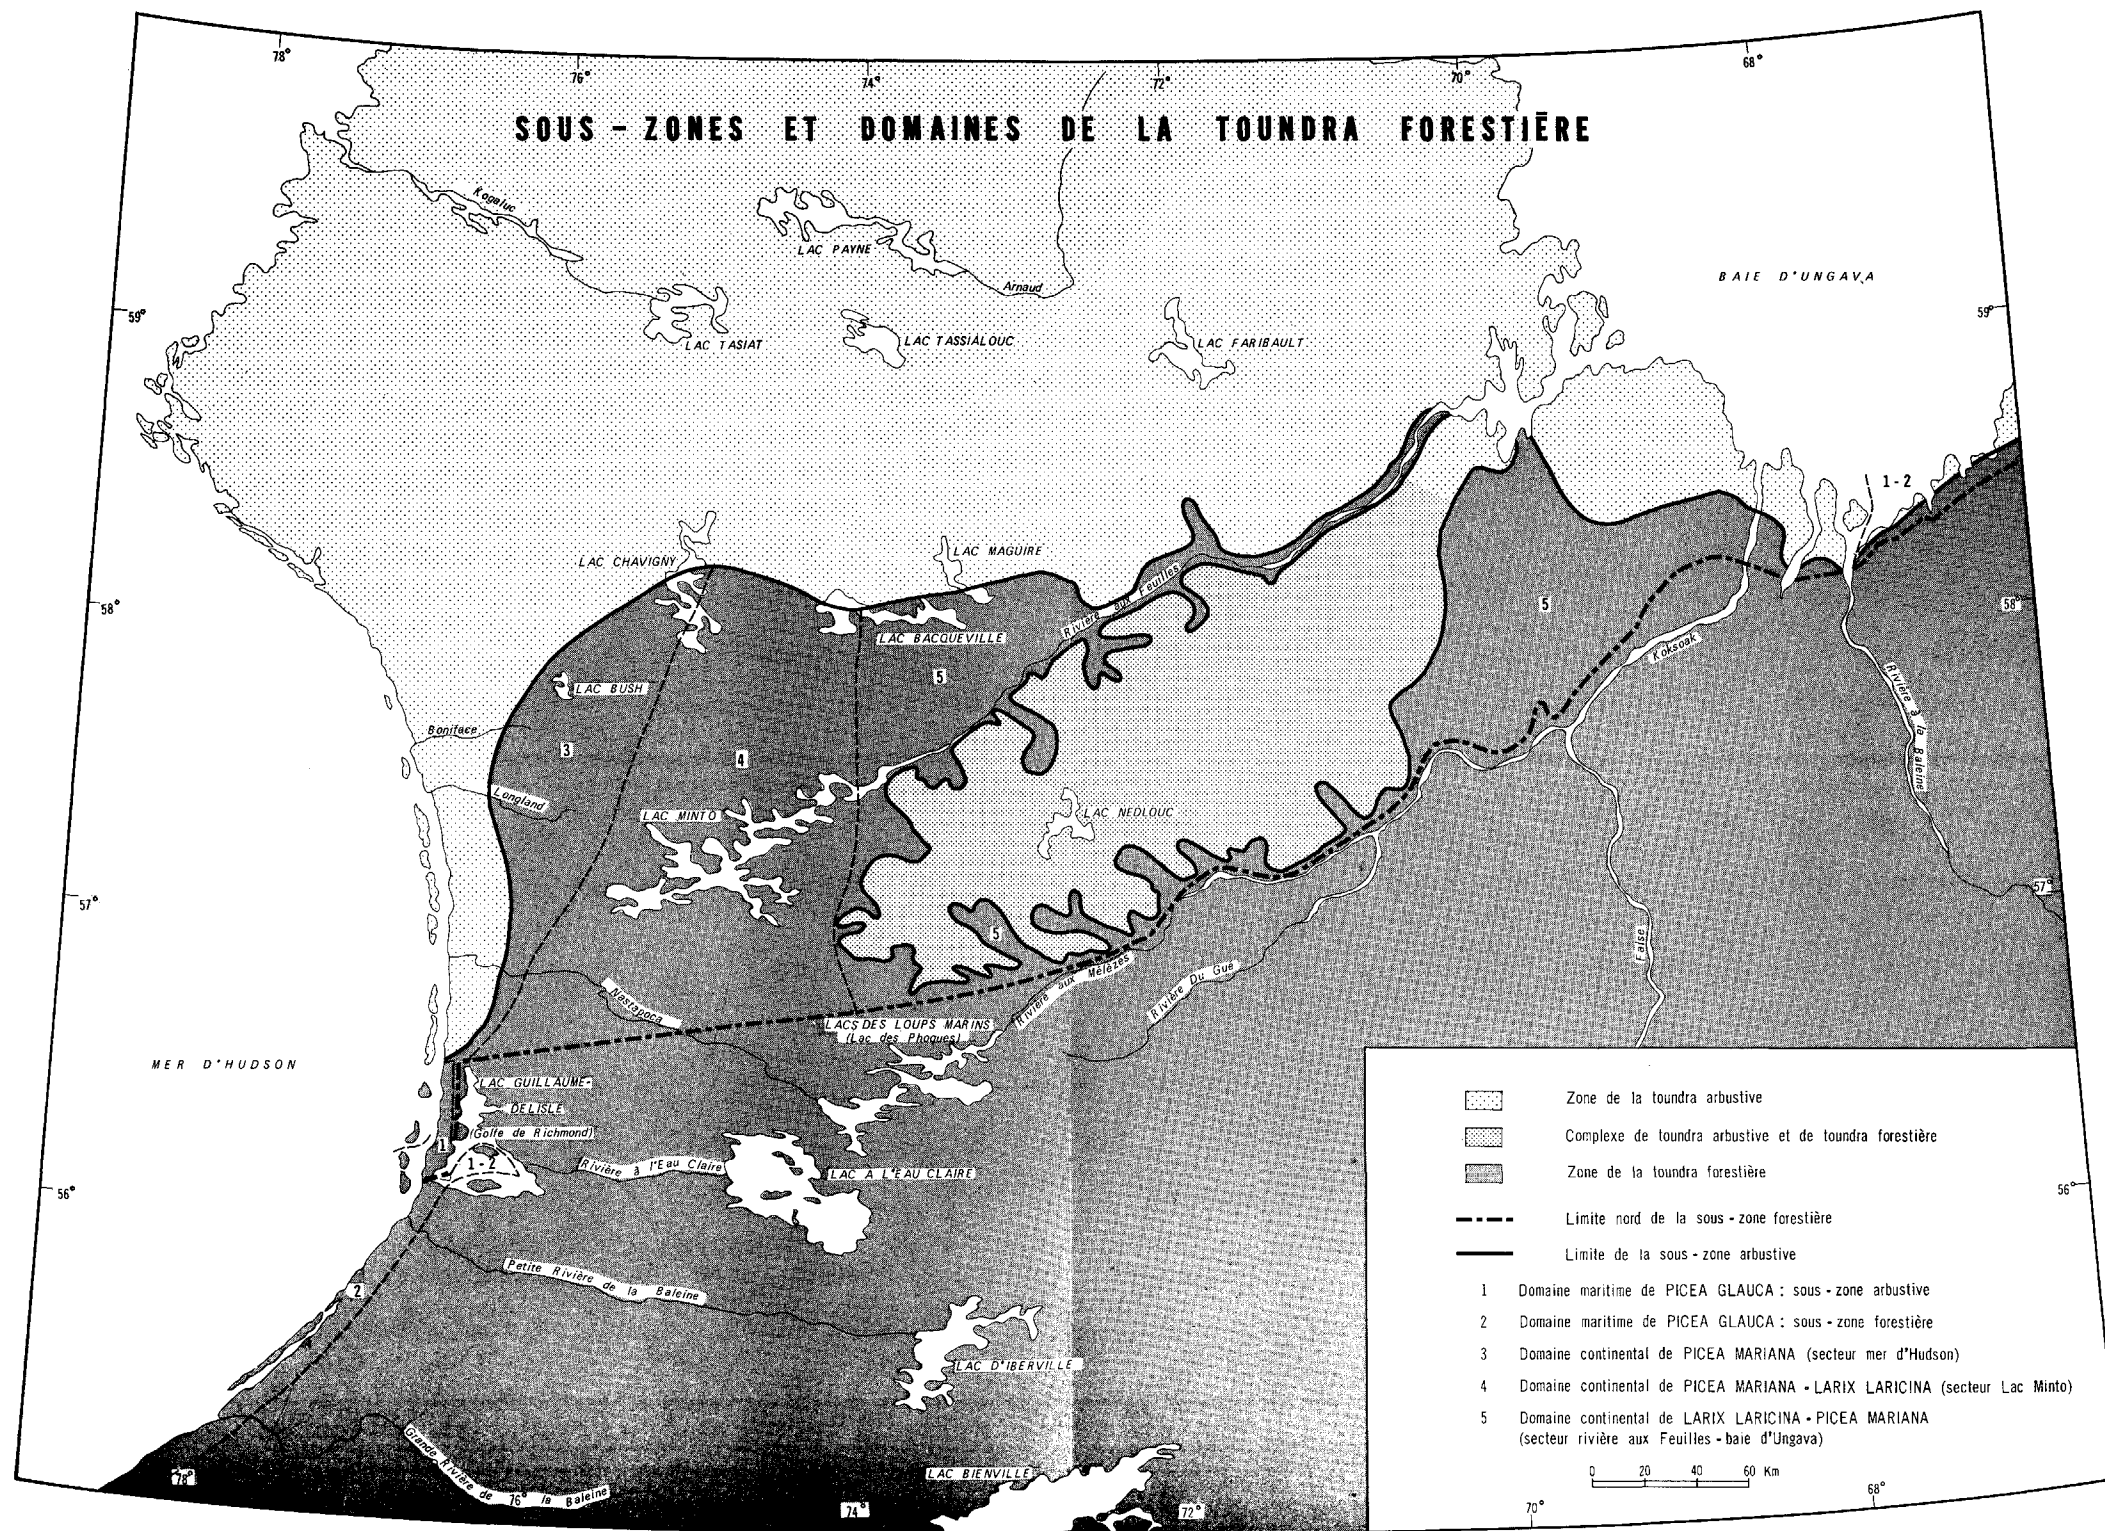 78°
76°
74°
72°
70°
68°
SOUS - ZONES ET DOMAINES DE LA TOUNDRA FORESTIÈRE
Kogaluc
LAC PAYNE
Arnaud
BAIE D'UNGAVA
59°
59°
LAC TASIAT
LAC TASSIALOUC
LAC FARIBAULT
1-2
LAC CHAVIGNY
LAC MAGUIRE
Rivière aux Feuilles
58°
5
58°
LAC BACQUEVILLE
Koksoak
LAC BUSH
5
Rivière à la Baleine
Boniface
3
4
Longland
LAC MINTO
LAC NEDLOUC
57°
57°
5
Falaise
Nastapoca
Rivière aux Mélèzes
Rivière Du Gué
LACS DES LOUPS MARINS
(Lac des Phoques)
MER D'HUDSON
LAC GUILLAUME-
DELISLE
(Golfe de Richmond)
1
1-2
Rivière à l'Eau Claire
LAC A L'EAU CLAIRE
56°
56°
Petite Rivière de la Baleine
2
LAC D'IBERVILLE
Grande Rivière de la Baleine
LAC BIENVILLE
78°
76°
74°
72°
70°
68°
Zone de la toundra arbustive
Complexe de toundra arbustive et de toundra forestière
Zone de la toundra forestière
Limite nord de la sous - zone forestière
Limite de la sous - zone arbustive
1 Domaine maritime de PICEA GLAUCA : sous - zone arbustive
2 Domaine maritime de PICEA GLAUCA : sous - zone forestière
3 Domaine continental de PICEA MARIANA (secteur mer d'Hudson)
4 Domaine continental de PICEA MARIANA - LARIX LARICINA (secteur Lac Minto)
5 Domaine continental de LARIX LARICINA - PICEA MARIANA
(secteur rivière aux Feuilles - baie d'Ungava)
0 20 40 60 Km